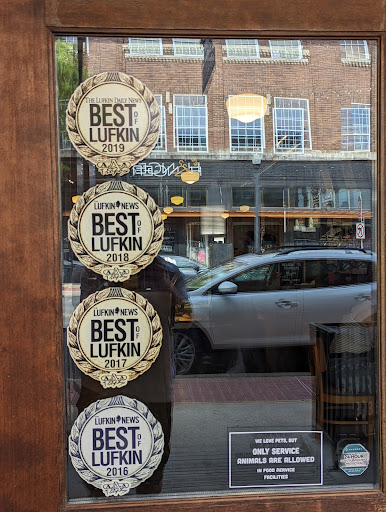 THE LUFKIN DAILY NEWS
BEST OF
LUFKIN
2019
LUFKIN NEWS
BEST OF
LUFKIN
2018
LUFKIN NEWS
BEST OF
LUFKIN
2017
LUFKIN NEWS
BEST OF
LUFKIN
2016
WE LOVE PETS, BUT
ONLY SERVICE
ANIMALS ARE ALLOWED
IN FOOD SERVICE
FACILITIES
24-HOUR